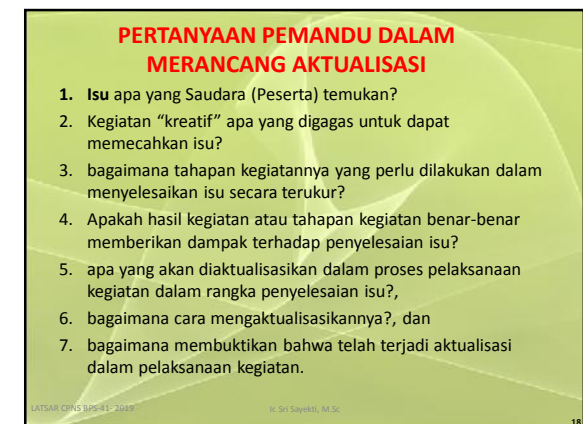 PERTANYAAN PEMANDU DALAM
MERANCANG AKTUALISASI
1. Isu apa yang Saudara (Peserta) temukan?
2. Kegiatan “kreatif” apa yang digagas untuk dapat
memecahkan isu?
3. bagaimana tahapan kegiatannya yang perlu dilakukan dalam
menyelesaikan isu secara terukur?
4. Apakah hasil kegiatan atau tahapan kegiatan benar-benar
memberikan dampak terhadap penyelesaian isu?
5. apa yang akan diaktualisasikan dalam proses pelaksanaan
kegiatan dalam rangka penyelesaian isu?,
6. bagaimana cara mengaktualisasikannya?, dan
7. bagaimana membuktikan bahwa telah terjadi aktualisasi
dalam pelaksanaan kegiatan.
LATSAR CPNS BPS-41- 2019
Ir. Sri Sayekti, M.Sc
18